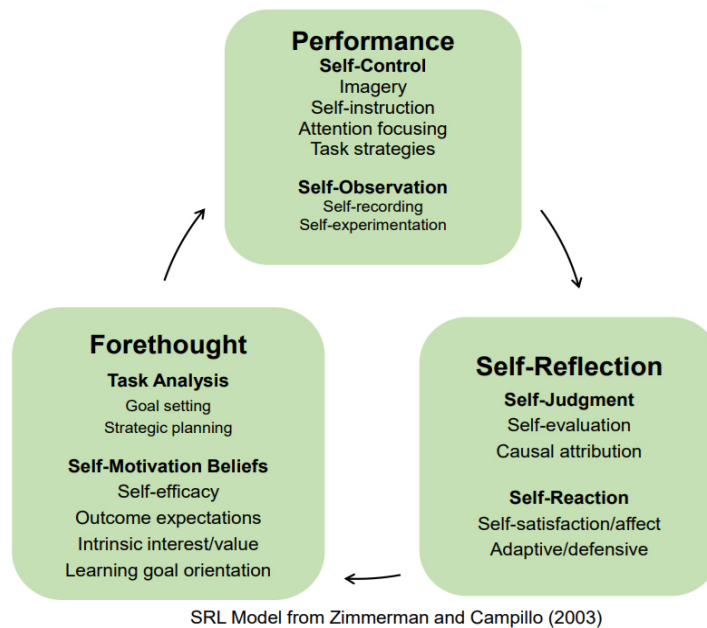 Performance
Self-Control
Imagery
Self-instruction
Attention focusing
Task strategies
Self-Observation
Self-recording
Self-experimentation
Forethought
Task Analysis
Goal setting
Strategic planning
Self-Motivation Beliefs
Self-efficacy
Outcome expectations
Intrinsic interest/value
Learning goal orientation
Self-Reflection
Self-Judgment
Self-evaluation
Causal attribution
Self-Reaction
Self-satisfaction/affect
Adaptive/defensive
SRL Model from Zimmerman and Campillo (2003)